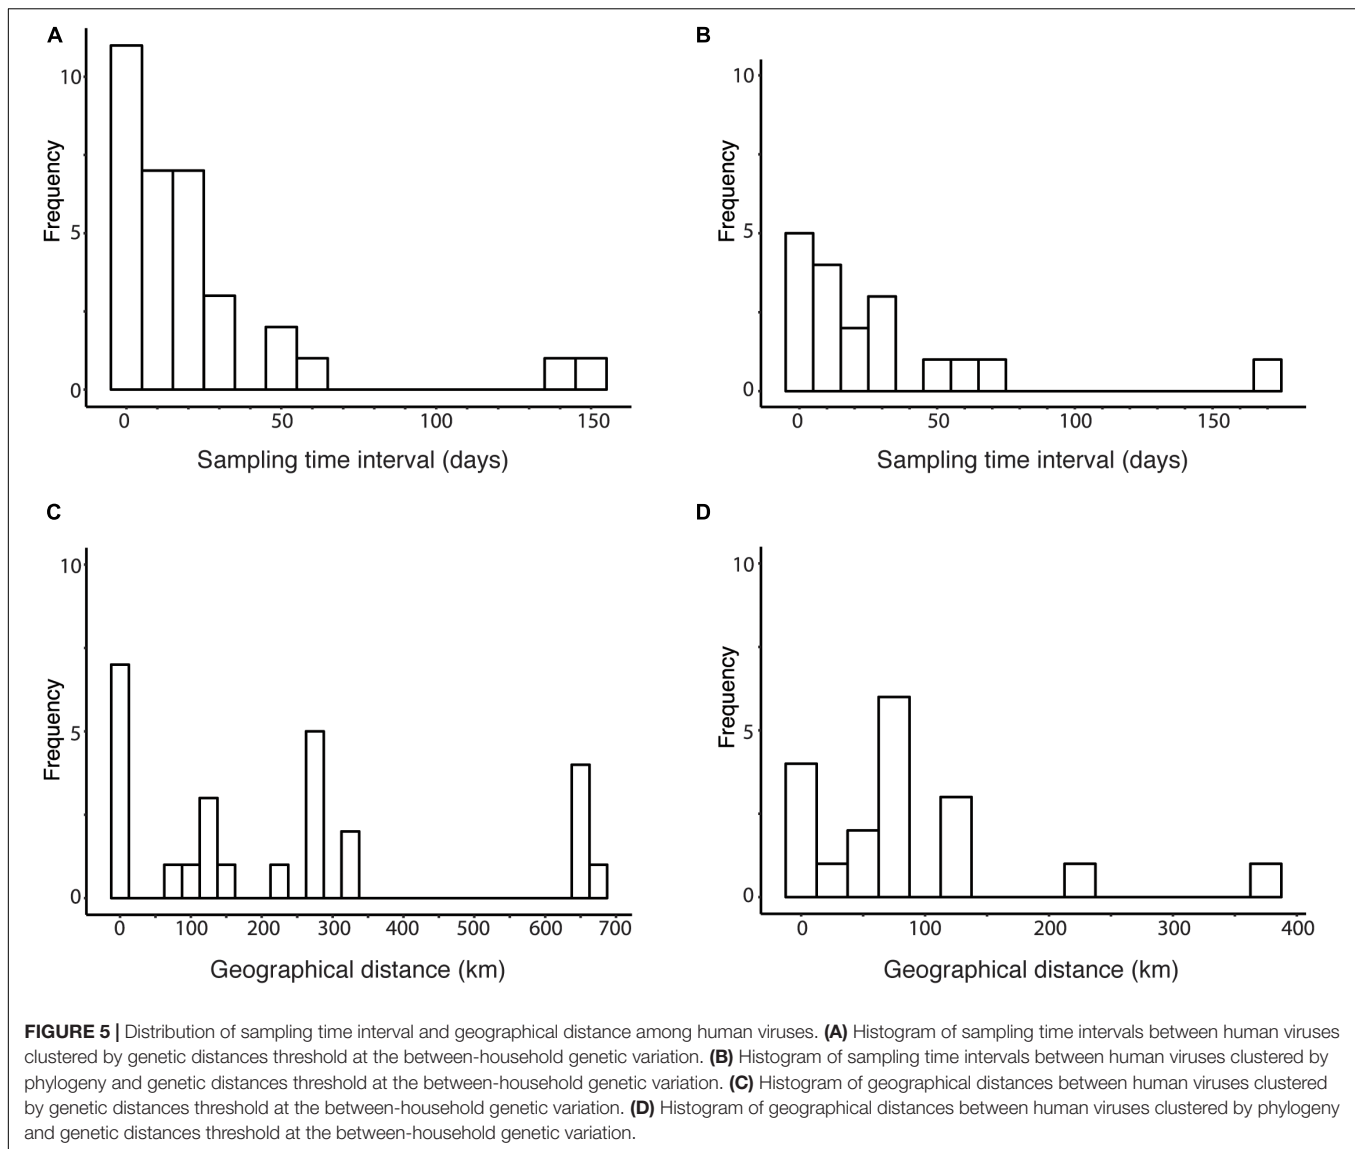 A
10
5
0
Frequency
0 50 100 150
Sampling time interval (days)
B
10
5
0
Frequency
0 50 100 150
Sampling time interval (days)
C
10
5
0
Frequency
0 100 200 300 400 500 600 700
Geographical distance (km)
D
10
5
0
Frequency
0 100 200 300 400
Geographical distance (km)
FIGURE 5 | Distribution of sampling time interval and geographical distance among human viruses. (A) Histogram of sampling time intervals between human viruses
clustered by genetic distances threshold at the between-household genetic variation. (B) Histogram of sampling time intervals between human viruses clustered by
phylogeny and genetic distances threshold at the between-household genetic variation. (C) Histogram of geographical distances between human viruses clustered
by genetic distances threshold at the between-household genetic variation. (D) Histogram of geographical distances between human viruses clustered by phylogeny
and genetic distances threshold at the between-household genetic variation.